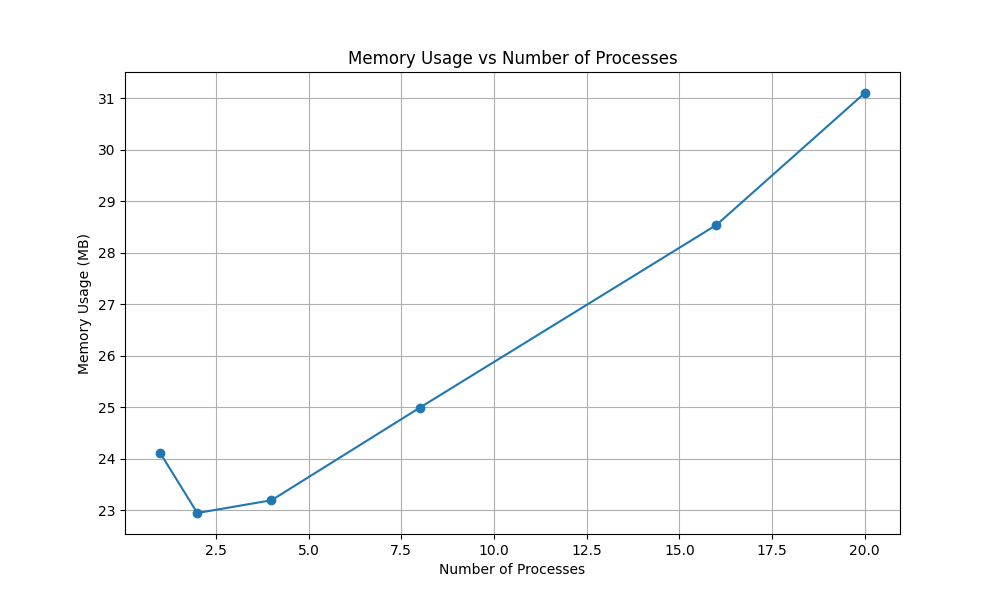 Memory Usage vs Number of Processes
Memory Usage (MB)
31
30
29
28
27
26
25
24
23
2.5 5.0 7.5 10.0 12.5 15.0 17.5 20.0
Number of Processes